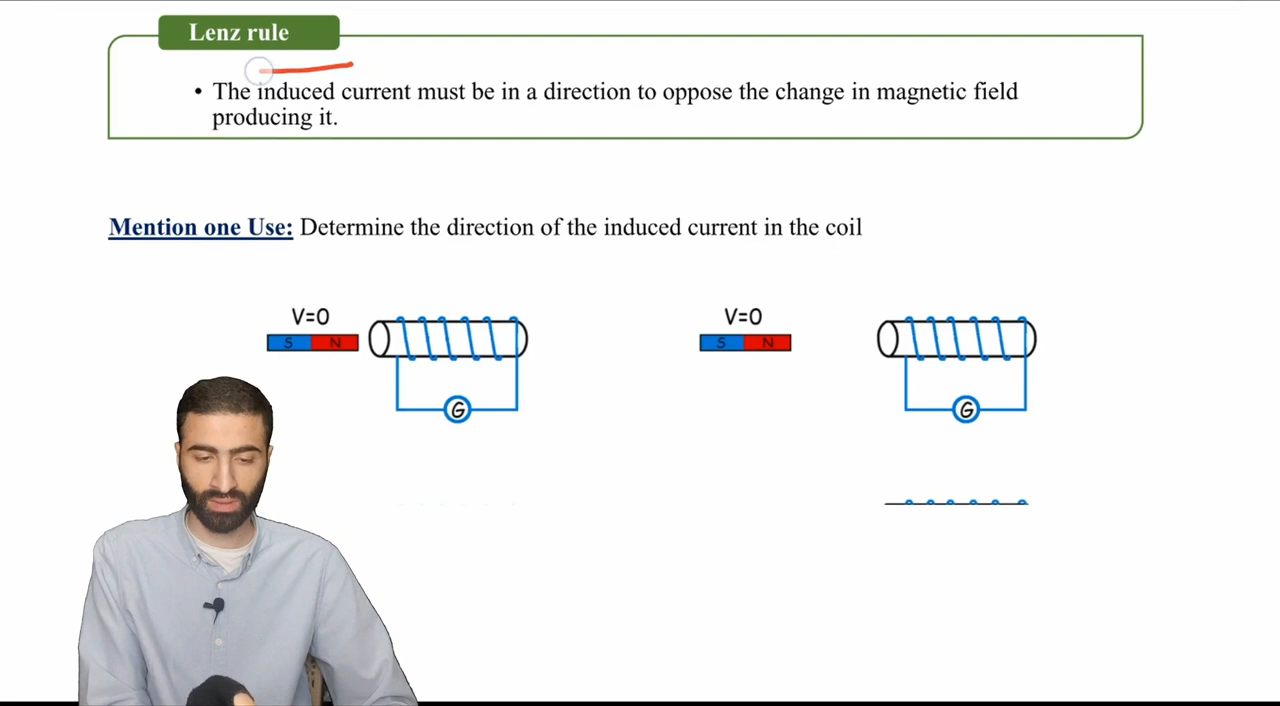 Lenz rule
• The induced current must be in a direction to oppose the change in magnetic field
producing it.
Mention one Use: Determine the direction of the induced current in the coil
V=0
V=0
S N
S N
G
G